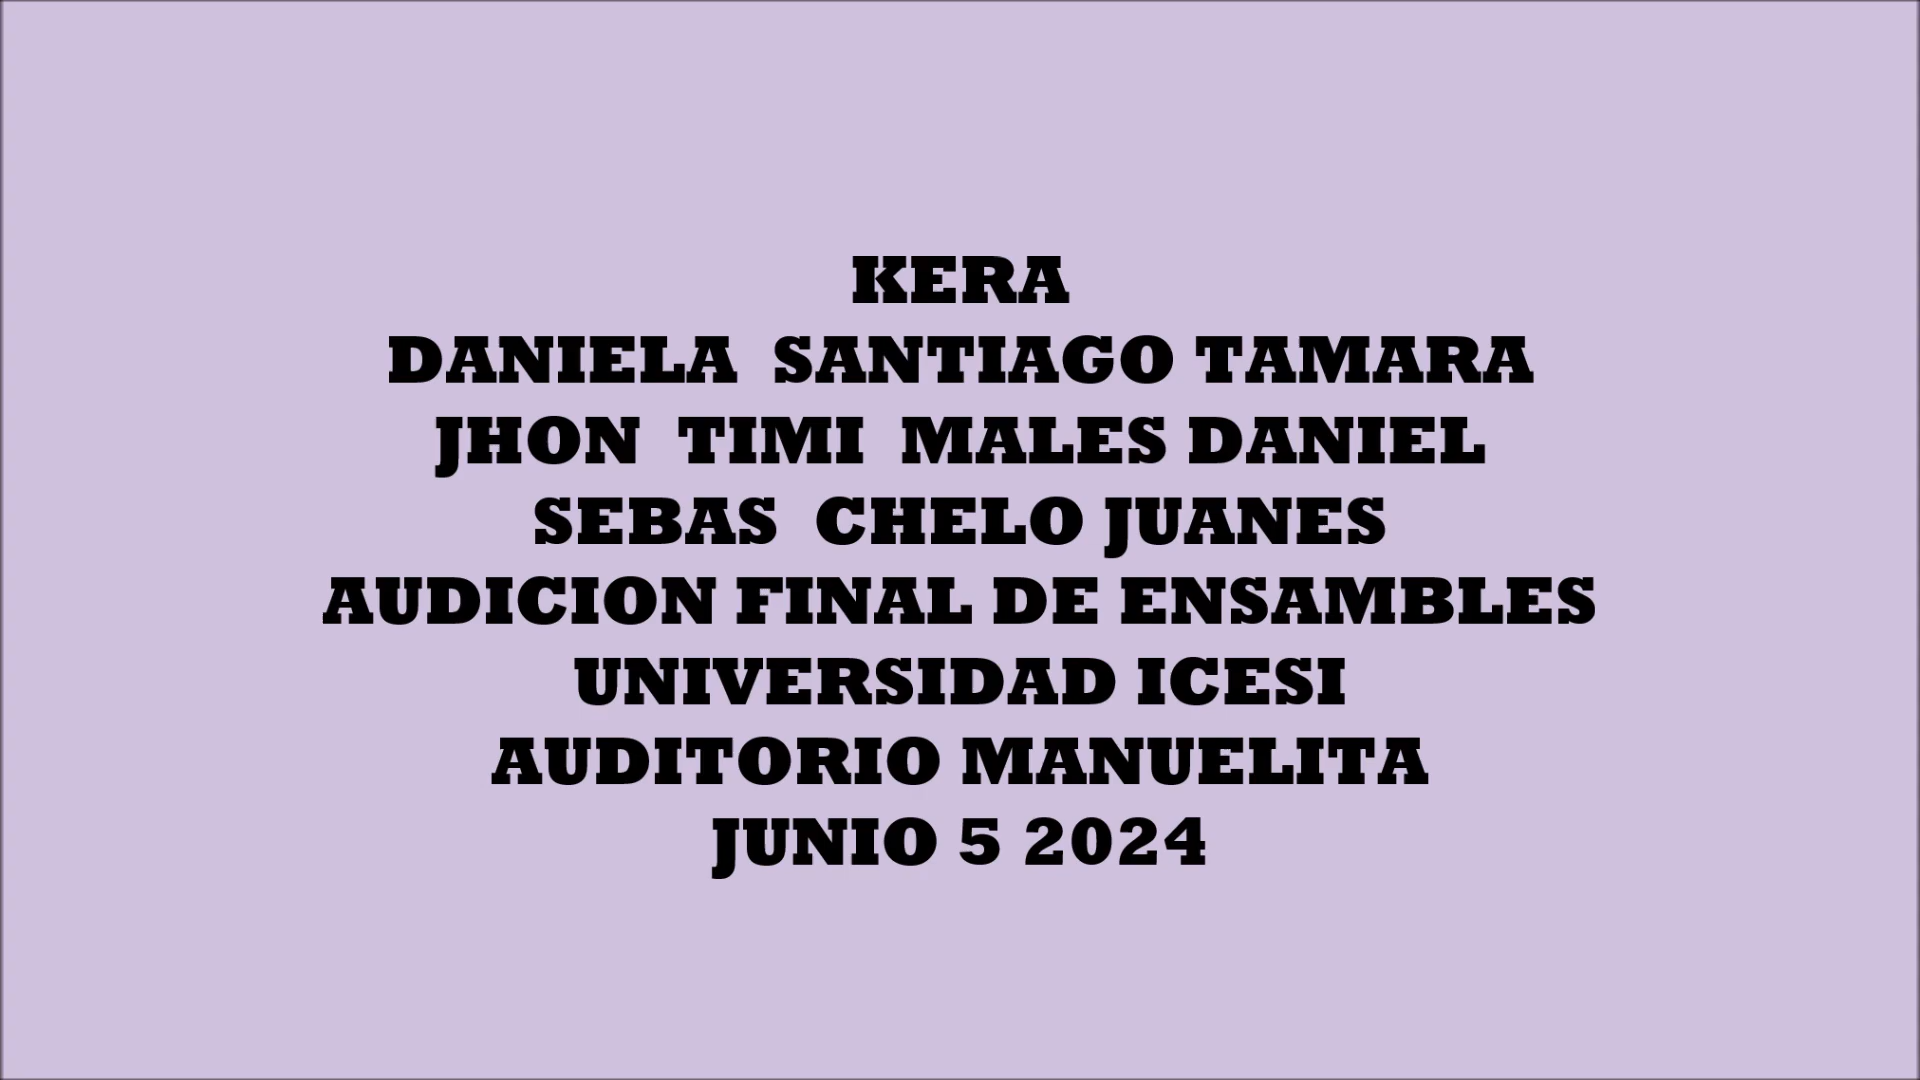 KERA
DANIELA  SANTIAGO TAMARA
JHON  TIMI  MALES DANIEL
SEBAS  CHELO JUANES
AUDICION FINAL DE ENSAMBLES
UNIVERSIDAD ICESI
AUDITORIO MANUELITA
JUNIO 5 2024